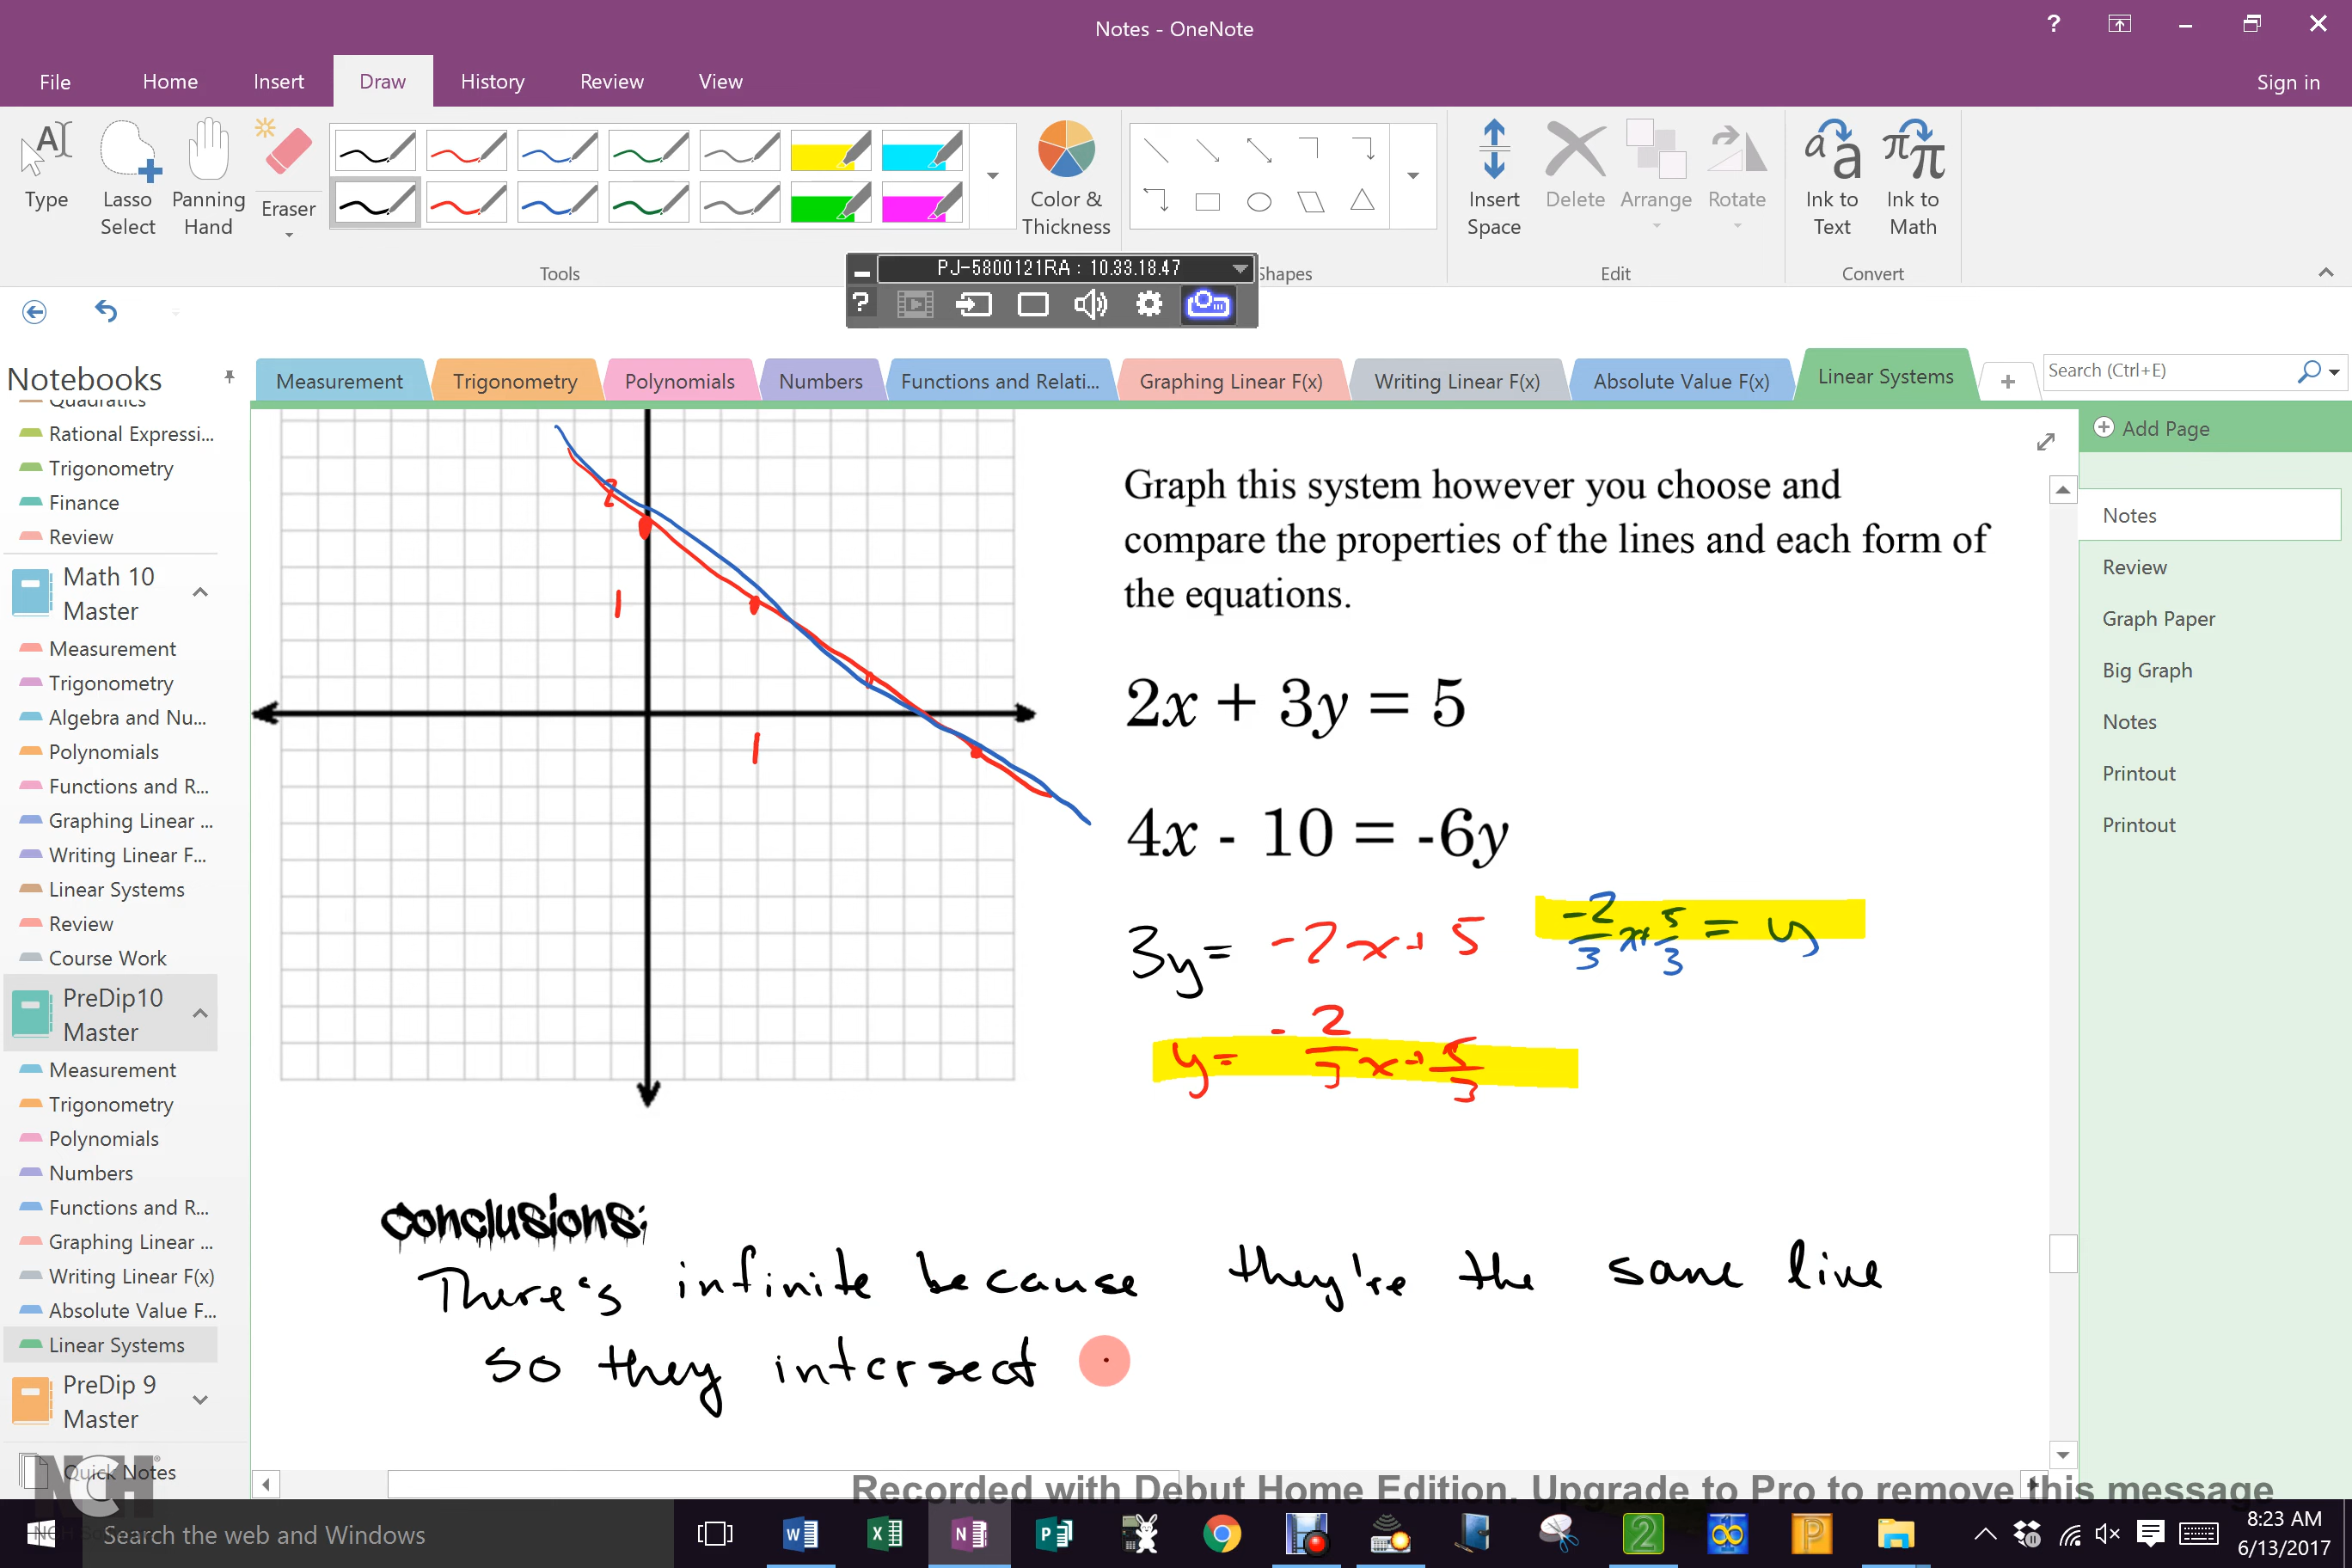 Notes - OneNote
File Home Insert Draw History Review View Sign in
Type Lasso Select Panning Hand Eraser Color & Thickness Insert Space Delete Arrange Rotate Ink to Text Ink to Math
Tools Shapes Edit Convert
PJ-5800121RA : 10.33.18.47
Notebooks
Measurement Trigonometry Polynomials Numbers Functions and Relati... Graphing Linear F(x) Writing Linear F(x) Absolute Value F(x) Linear Systems + Search (Ctrl+E)
Quadratics
Rational Expressi...
Trigonometry
Finance
Review
Math 10 Master
Measurement
Trigonometry
Algebra and Nu...
Polynomials
Functions and R...
Graphing Linear ...
Writing Linear F...
Linear Systems
Review
Course Work
PreDip10 Master
Measurement
Trigonometry
Polynomials
Numbers
Functions and R...
Graphing Linear ...
Writing Linear F(x)
Absolute Value F...
Linear Systems
PreDip 9 Master
Quick Notes
1
1
Graph this system however you choose and
compare the properties of the lines and each form of
the equations.
2x + 3y = 5
4x - 10 = -6y
3y = -2x + 5
-2/3 x + 5/3 = y
y = -2/3 x + 5/3
conclusions:
There's infinite because they're the same line
so they intersect
Add Page
Notes
Review
Graph Paper
Big Graph
Notes
Printout
Printout
NCH
Recorded with Debut Home Edition. Upgrade to Pro to remove this message
Search the web and Windows
8:23 AM
6/13/2017